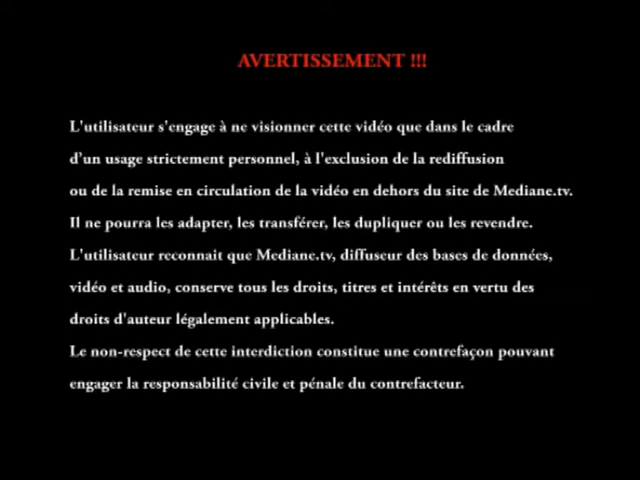 AVERTISSEMENT !!!
L'utilisateur s'engage à ne visionner cette vidéo que dans le cadre
d'un usage strictement personnel, à l'exclusion de la rediffusion
ou de la remise en circulation de la vidéo en dehors du site de Mediane.tv.
Il ne pourra les adapter, les transférer, les dupliquer ou les revendre.
L'utilisateur reconnait que Mediane.tv, diffuseur des bases de données,
vidéo et audio, conserve tous les droits, titres et intérêts en vertu des
droits d'auteur légalement applicables.
Le non-respect de cette interdiction constitue une contrefaçon pouvant
engager la responsabilité civile et pénale du contrefacteur.